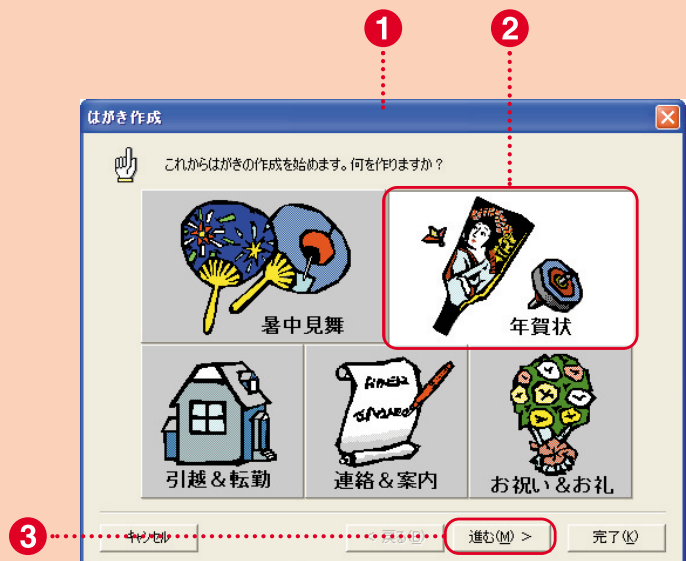 1 2
はがき作成
これからはがきの作成を始めます。何を作りますか？
暑中見舞 年賀状
引越＆転勤 連絡＆案内 お祝い＆お礼
3 キャンセル < 戻る(B) 進む(M) > 完了(K)